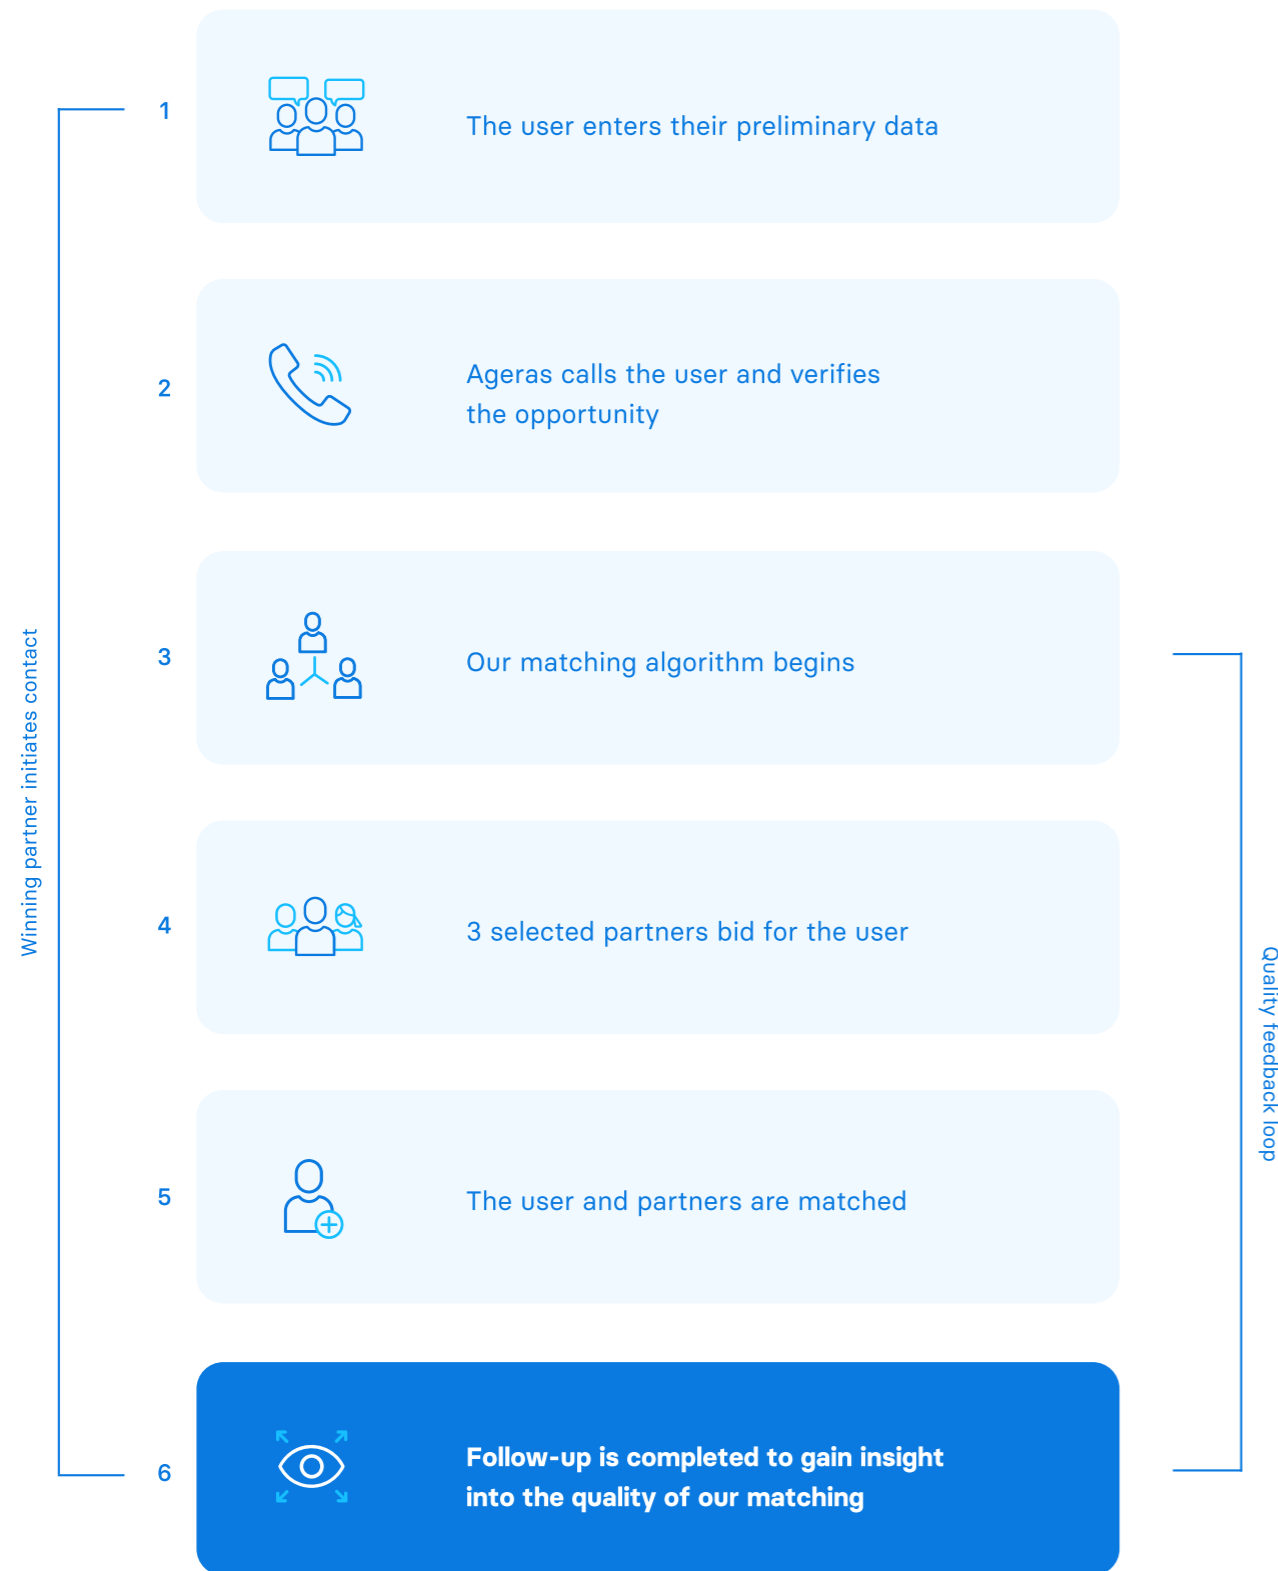 1
The user enters their preliminary data
2
Ageras calls the user and verifies
the opportunity
3
Our matching algorithm begins
4
3 selected partners bid for the user
5
The user and partners are matched
6
Follow-up is completed to gain insight
into the quality of our matching
Winning partner initiates contact
Quality feedback loop